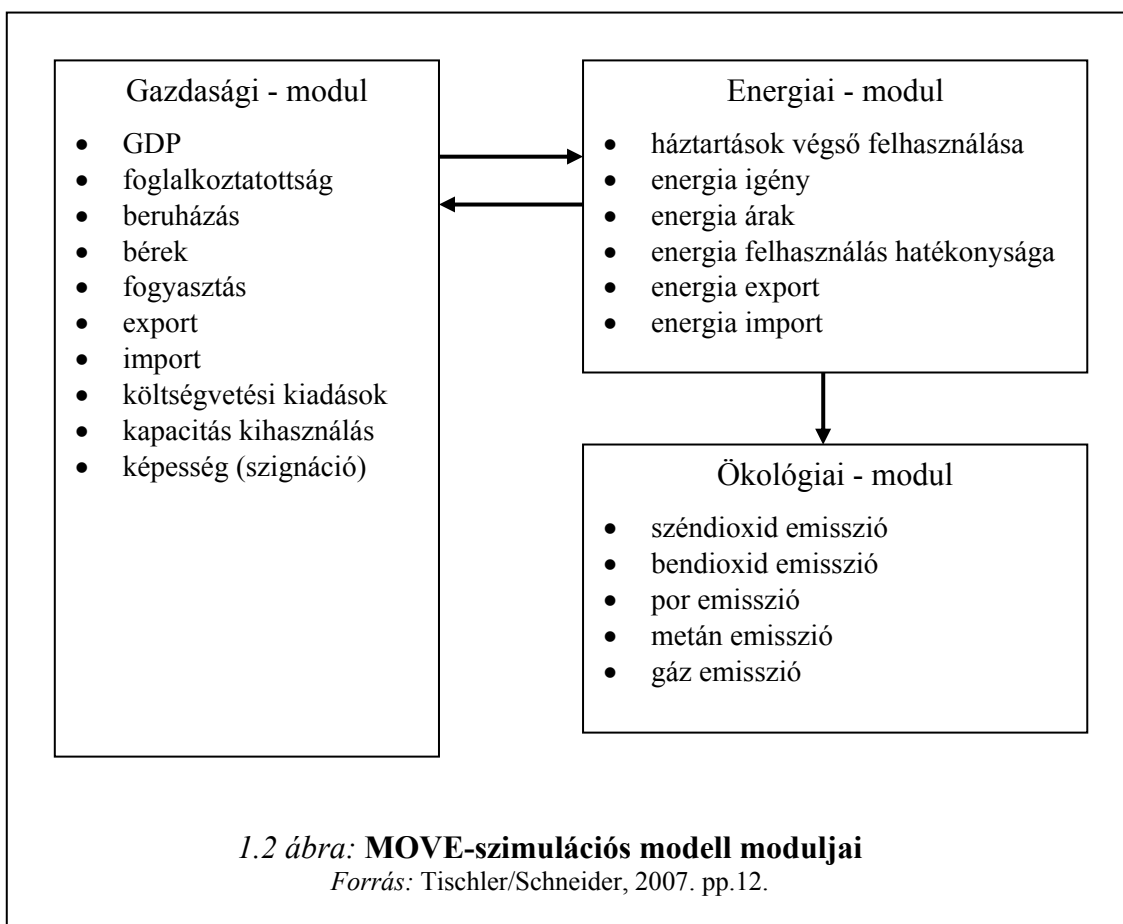 Gazdasági - modul
• GDP
• foglalkoztatottság
• beruházás
• bérek
• fogyasztás
• export
• import
• költségvetési kiadások
• kapacitás kihasználás
• képesség (szignáció)
Energiai - modul
• háztartások végső felhasználása
• energia igény
• energia árak
• energia felhasználás hatékonysága
• energia export
• energia import
Ökológiai - modul
• széndioxid emisszió
• bendioxid emisszió
• por emisszió
• metán emisszió
• gáz emisszió
1.2 ábra: MOVE-szimulációs modell moduljai
Forrás: Tischler/Schneider, 2007. pp.12.